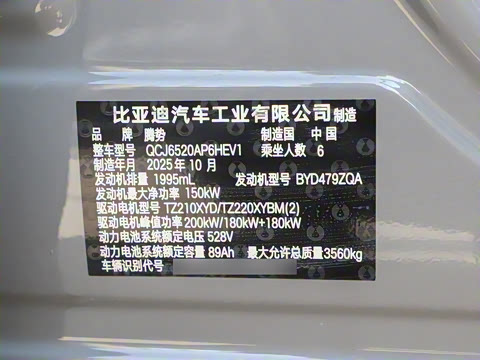 比亚迪汽车工业有限公司制造
品牌 腾势 制造国 中国
整车型号 QCJ6520AP6HEV1 乘坐人数 6
制造年月 2025年10月
发动机排量 1995mL 发动机型号 BYD479ZQA
发动机最大净功率 150kW
驱动电机型号 TZ210XYD/TZ220XYBM(2)
驱动电机峰值功率 200kW/180kW+180kW
动力电池系统额定电压 528V
动力电池系统额定容量 89Ah 最大允许总质量 3560kg
车辆识别代号